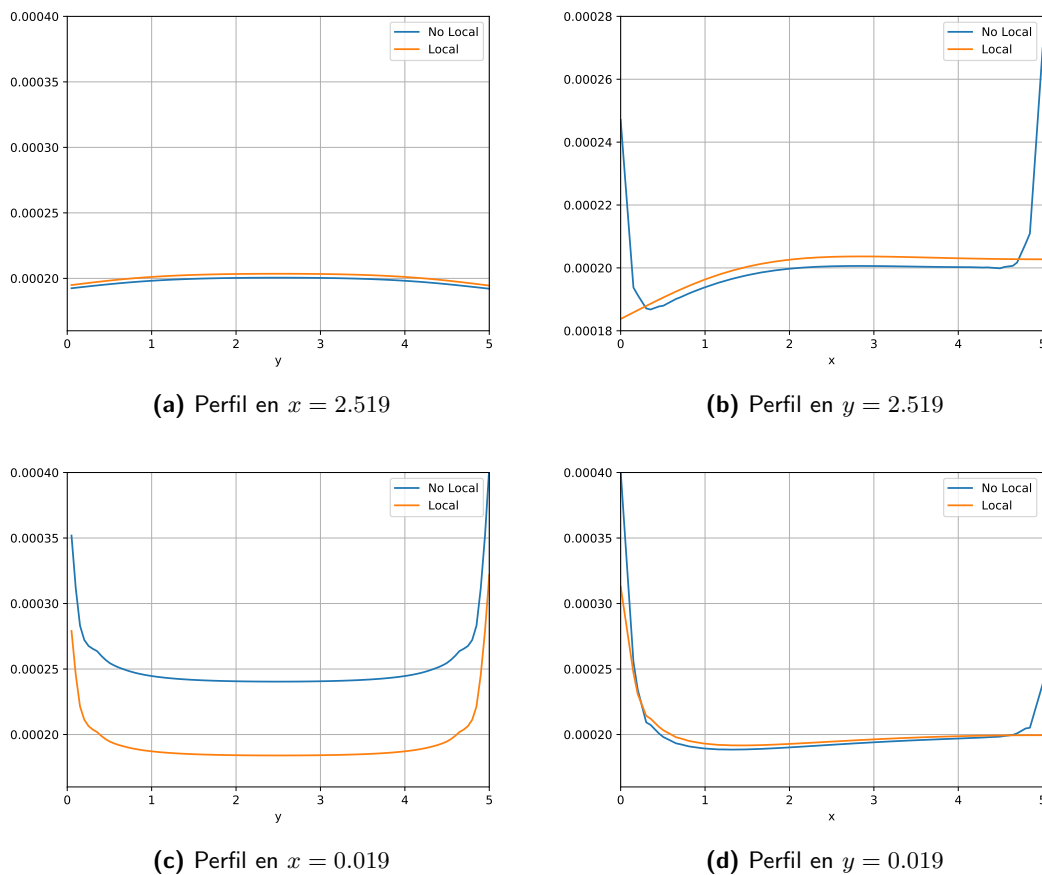 0.00040
0.00035
0.00030
0.00025
0.00020
0 1 2 3 4 5
y
No Local
Local
(a) Perfil en x = 2.519
0.00028
0.00026
0.00024
0.00022
0.00020
0.00018
0 1 2 3 4 5
x
No Local
Local
(b) Perfil en y = 2.519
0.00040
0.00035
0.00030
0.00025
0.00020
0 1 2 3 4 5
y
No Local
Local
(c) Perfil en x = 0.019
0.00040
0.00035
0.00030
0.00025
0.00020
0 1 2 3 4 5
x
No Local
Local
(d) Perfil en y = 0.019